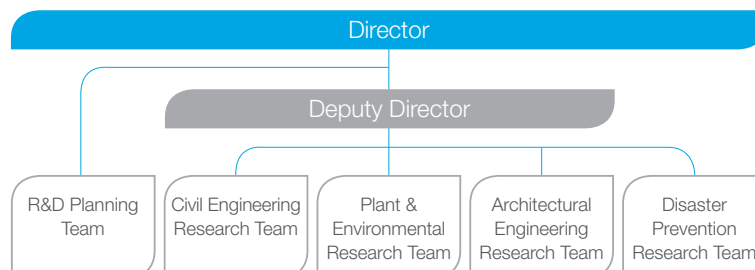 Director
Deputy Director
R&D Planning
Team
Civil Engineering
Research Team
Plant &
Environmental
Research Team
Architectural
Engineering
Research Team
Disaster
Prevention
Research Team